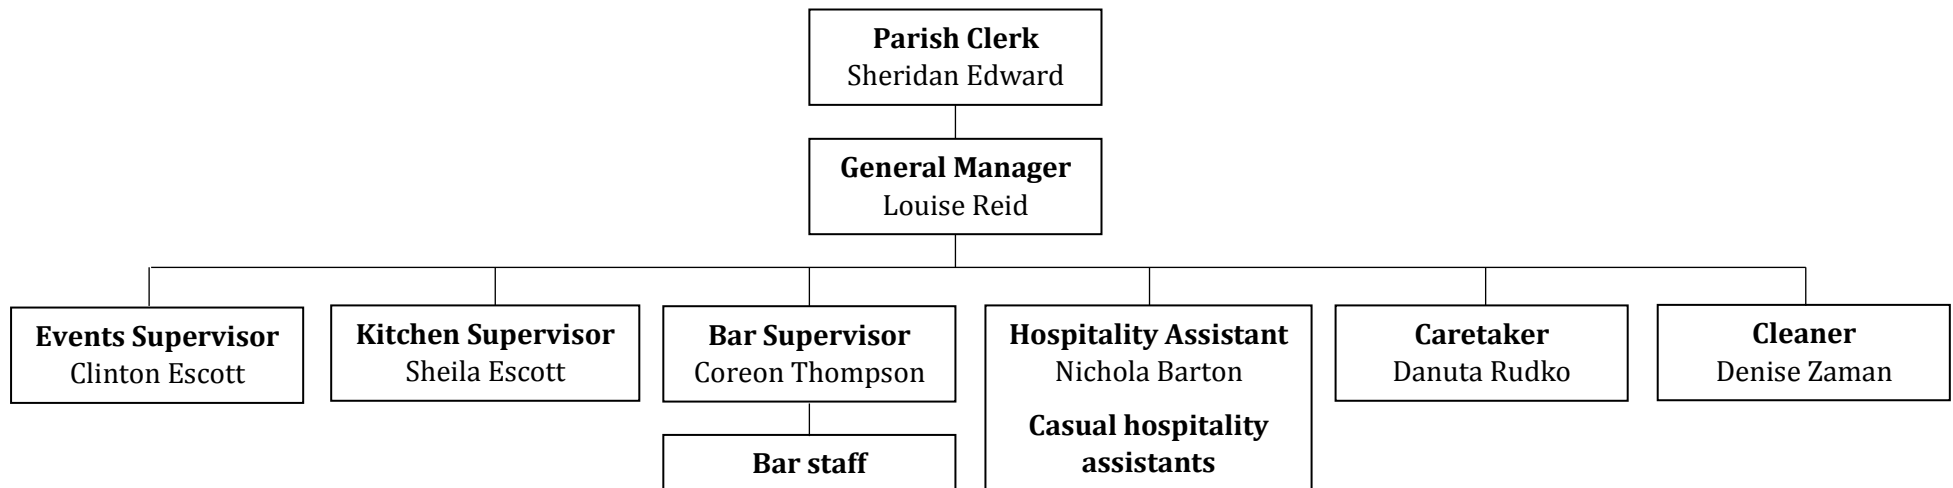 Parish Clerk
Sheridan Edward
General Manager
Louise Reid
Events Supervisor
Clinton Escott
Kitchen Supervisor
Sheila Escott
Bar Supervisor
Coreon Thompson
Bar staff
Hospitality Assistant
Nichola Barton
Casual hospitality
assistants
Caretaker
Danuta Rudko
Cleaner
Denise Zaman